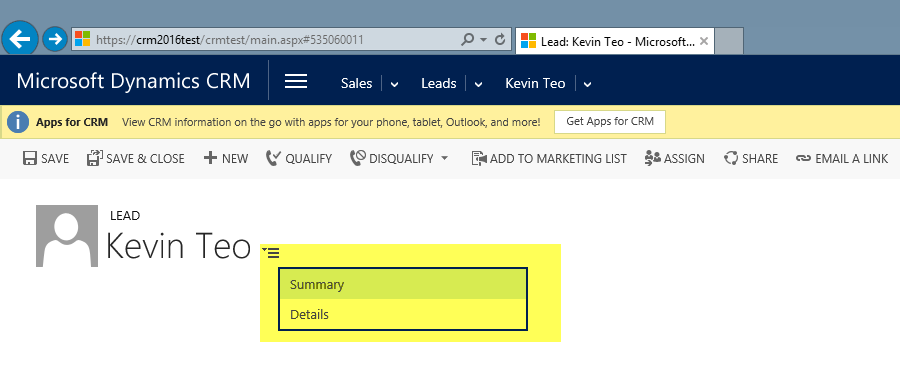 https://crm2016test/crmtest/main.aspx#535060011
Lead: Kevin Teo - Microsoft...
Microsoft Dynamics CRM
Sales
Leads
Kevin Teo
Apps for CRM View CRM information on the go with apps for your phone, tablet, Outlook, and more! Get Apps for CRM
SAVE
SAVE & CLOSE
NEW
QUALIFY
DISQUALIFY
ADD TO MARKETING LIST
ASSIGN
SHARE
EMAIL A LINK
LEAD
Kevin Teo
Summary
Details